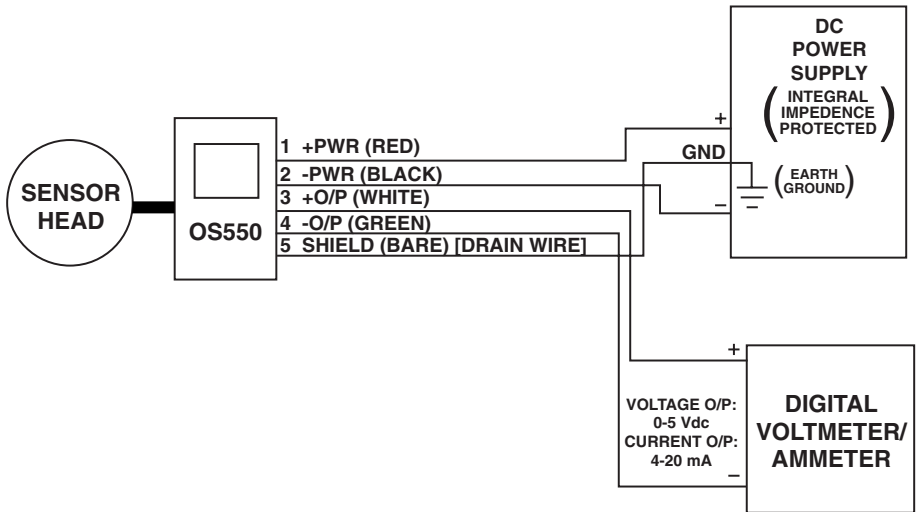 SENSOR
HEAD
OS550
1 +PWR (RED)
2 -PWR (BLACK)
3 +O/P (WHITE)
4 -O/P (GREEN)
5 SHIELD (BARE) [DRAIN WIRE]
DC
POWER
SUPPLY
(INTEGRAL
IMPEDENCE
PROTECTED)
+
GND
(EARTH
GROUND)
–
+
VOLTAGE O/P:
0-5 Vdc
CURRENT O/P:
4-20 mA
–
DIGITAL
VOLTMETER/
AMMETER